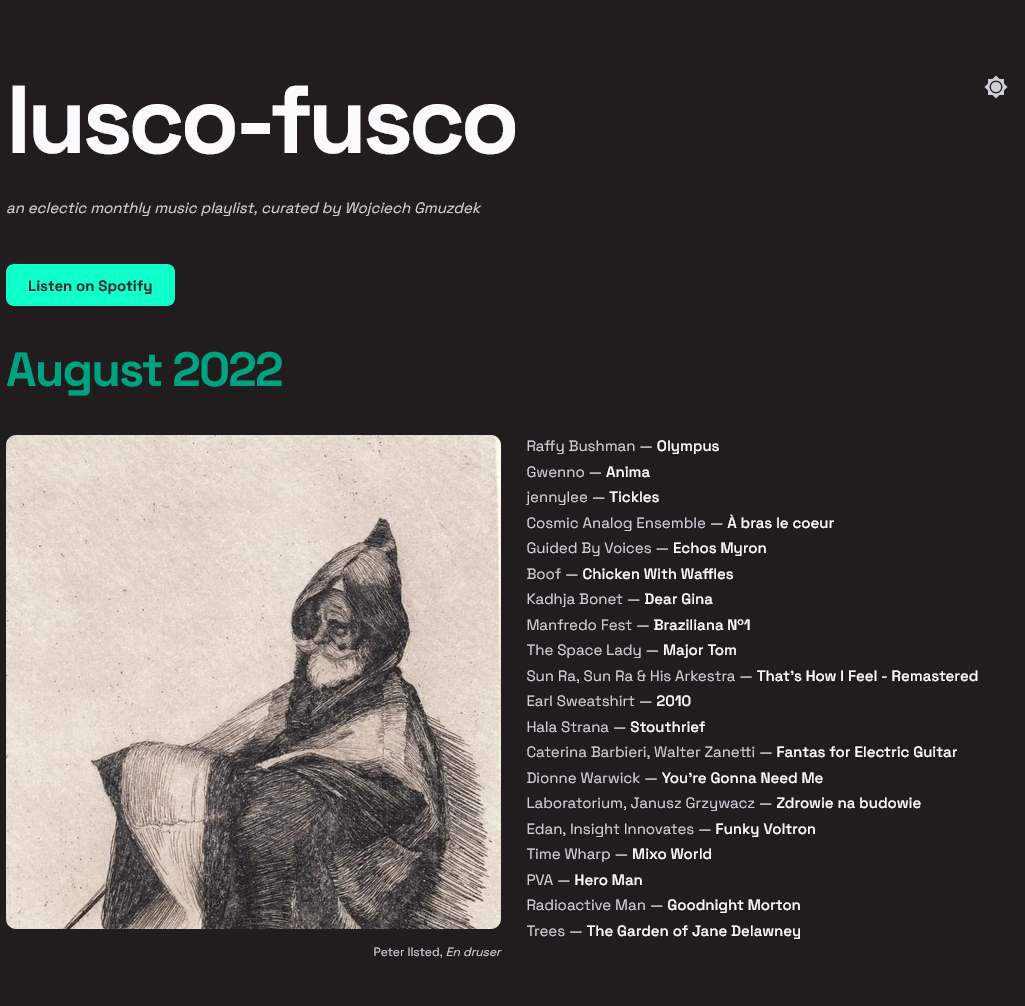 lusco-fusco
an eclectic monthly music playlist, curated by Wojciech Gmuzdek
Listen on Spotify
August 2022
Raffy Bushman — Olympus
Gwenno — Anima
jennylee — Tickles
Cosmic Analog Ensemble — À bras le coeur
Guided By Voices — Echos Myron
Boof — Chicken With Waffles
Kadhja Bonet — Dear Gina
Manfredo Fest — Braziliana Nº1
The Space Lady — Major Tom
Sun Ra, Sun Ra & His Arkestra — That's How I Feel - Remastered
Earl Sweatshirt — 2010
Hala Strana — Stouthrief
Caterina Barbieri, Walter Zanetti — Fantas for Electric Guitar
Dionne Warwick — You're Gonna Need Me
Laboratorium, Janusz Grzywacz — Zdrowie na budowie
Edan, Insight Innovates — Funky Voltron
Time Wharp — Mixo World
PVA — Hero Man
Radioactive Man — Goodnight Morton
Trees — The Garden of Jane Delawney
Peter Ilsted, En druser